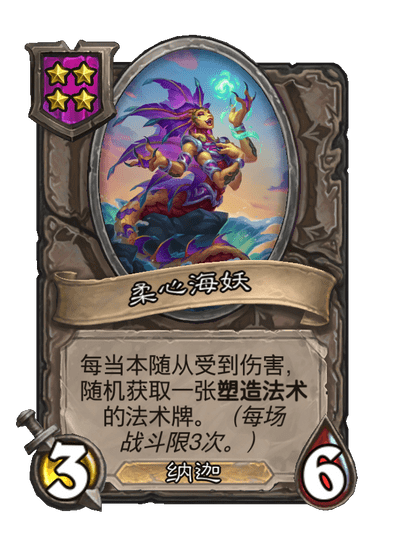 柔心海妖
每当本随从受到伤害，
随机获取一张塑造法术
的法术牌。（每场
战斗限3次。）
3
纳迦
6